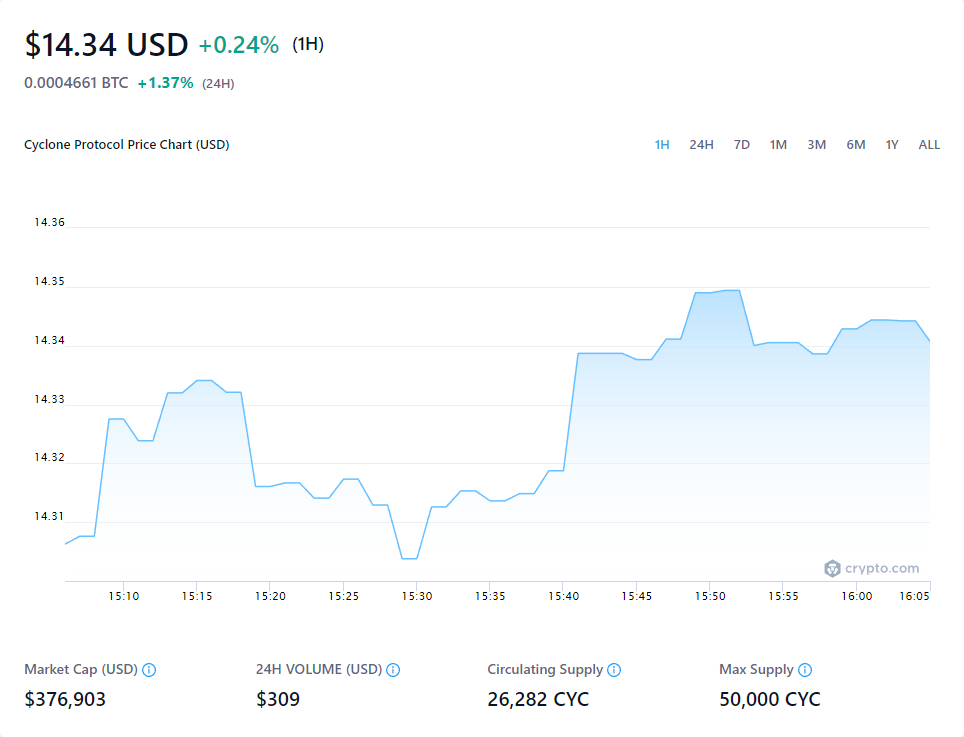 $14.34 USD +0.24% (1H)
0.0004661 BTC +1.37% (24H)
Cyclone Protocol Price Chart (USD) 1H 24H 7D 1M 3M 6M 1Y ALL
14.36
14.35
14.34
14.33
14.32
14.31
crypto.com
15:10 15:15 15:20 15:25 15:30 15:35 15:40 15:45 15:50 15:55 16:00 16:05
Market Cap (USD) 24H VOLUME (USD) Circulating Supply Max Supply
$376,903 $309 26,282 CYC 50,000 CYC